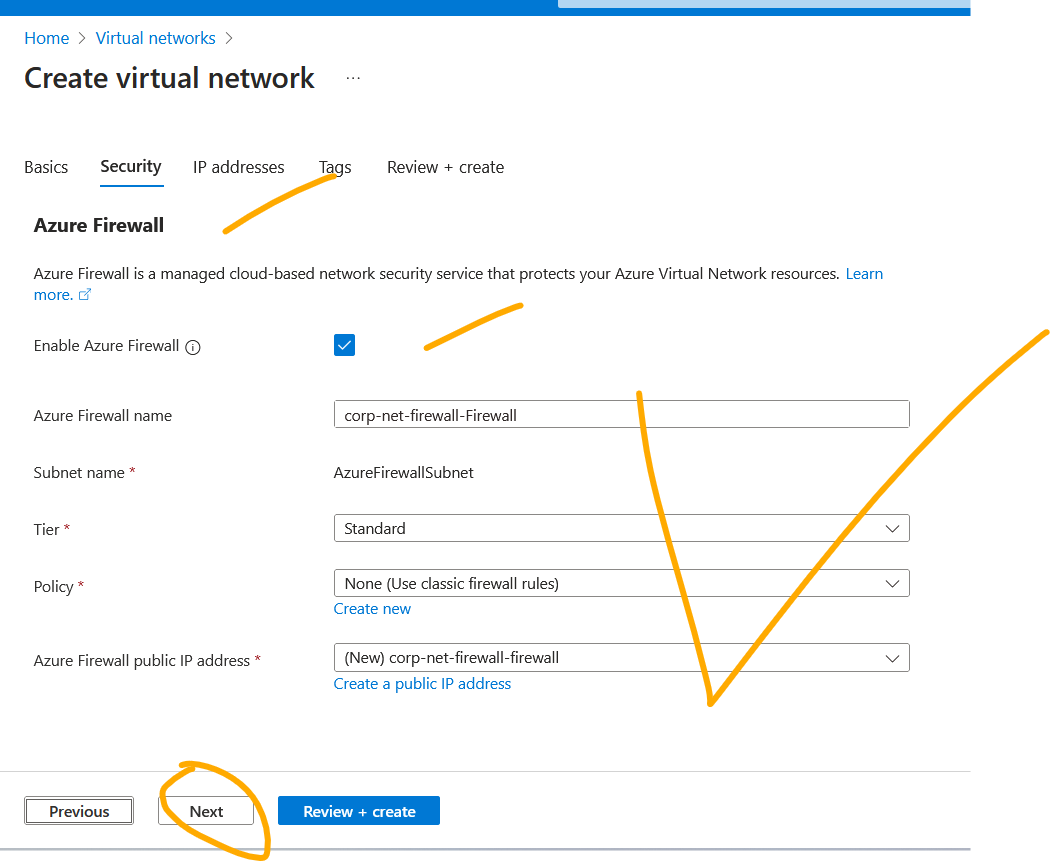 Home > Virtual networks >
Create virtual network ...
Basics Security IP addresses Tags Review + create
Azure Firewall
Azure Firewall is a managed cloud-based network security service that protects your Azure Virtual Network resources. Learn
more.
Enable Azure Firewall
Azure Firewall name corp-net-firewall-Firewall
Subnet name * AzureFirewallSubnet
Tier * Standard
Policy * None (Use classic firewall rules)
Create new
Azure Firewall public IP address * (New) corp-net-firewall-firewall
Create a public IP address
Previous Next Review + create